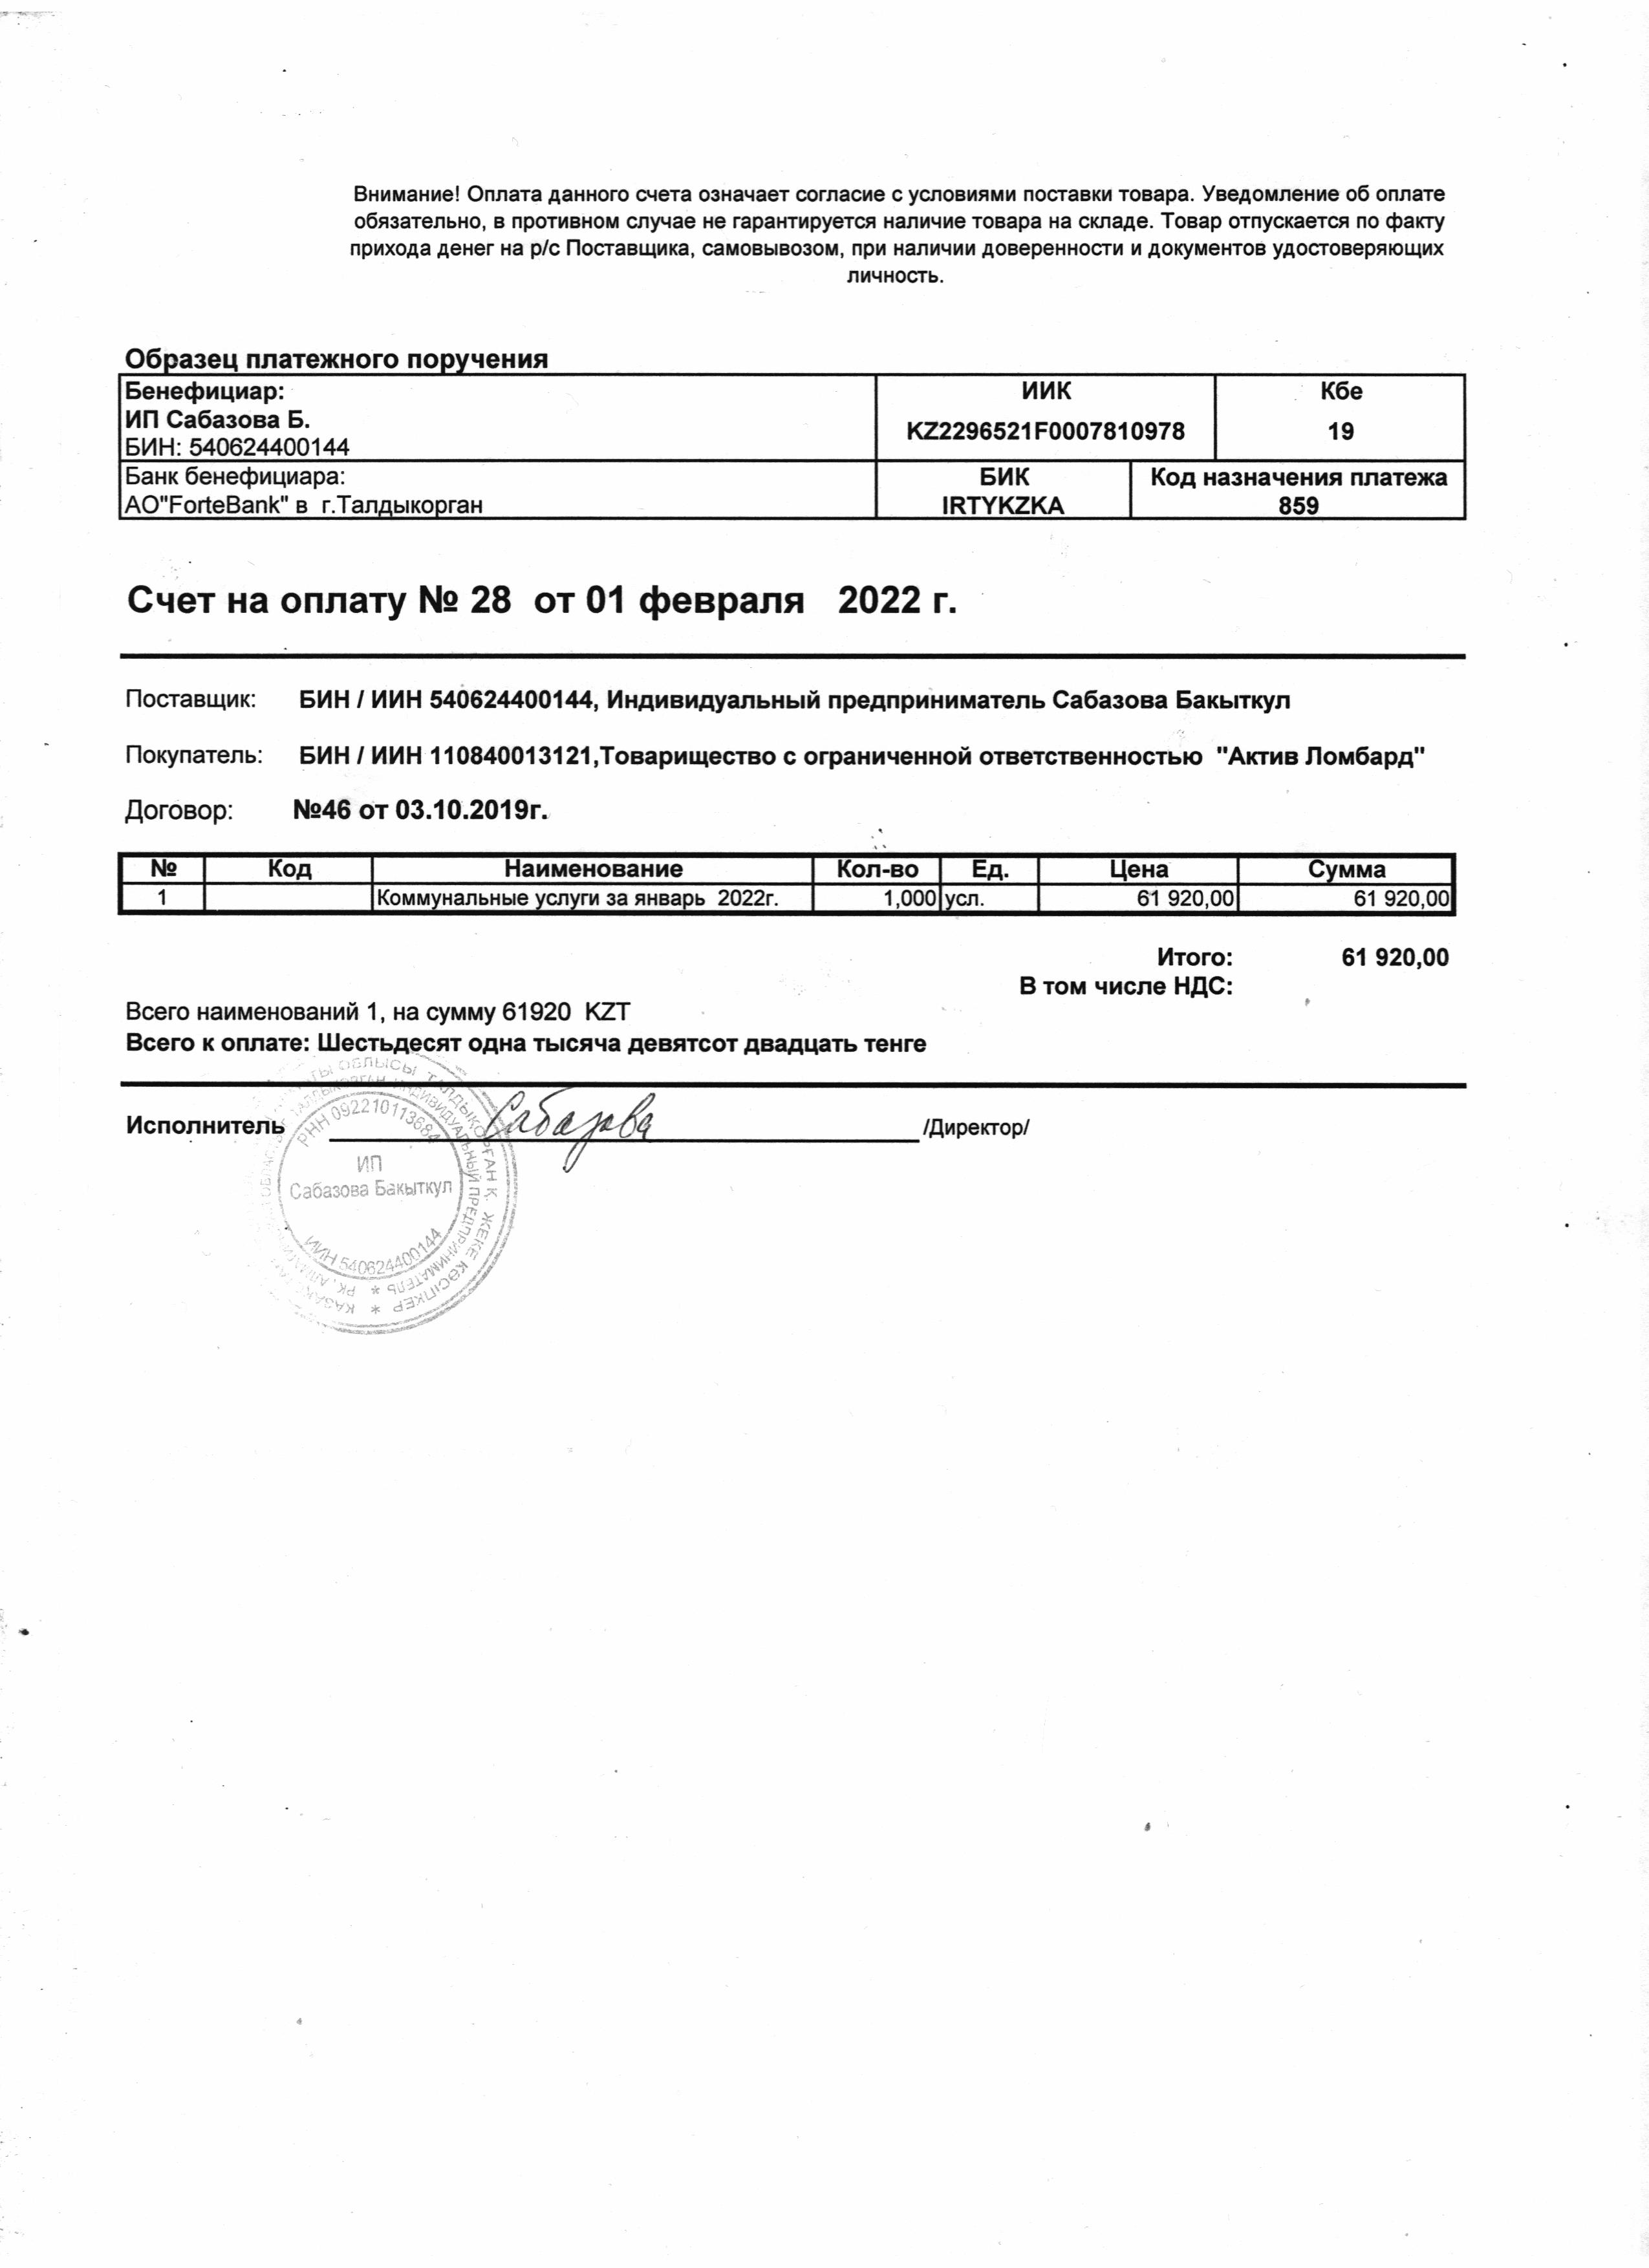 Внимание! Оплата данного счета означает согласие с условиями поставки товара. Уведомление об оплате
обязательно, в противном случае не гарантируется наличие товара на складе. Товар отпускается по факту
прихода денег на р/с Поставщика, самовывозом, при наличии доверенности и документов удостоверяющих
личность.
Образец платежного поручения
Бенефициар: ИИК Кбе
ИП Сабазова Б. KZ2296521F0007810978 19
БИН: 540624400144
Банк бенефициара: БИК Код назначения платежа
АО"ForteBank" в г.Талдыкорган IRTYKZKA 859
Счет на оплату № 28 от 01 февраля 2022 г.
Поставщик: БИН / ИИН 540624400144, Индивидуальный предприниматель Сабазова Бакыткул
Покупатель: БИН / ИИН 110840013121,Товарищество с ограниченной ответственностью "Актив Ломбард"
Договор: №46 от 03.10.2019г.
№ Код Наименование Кол-во Ед. Цена Сумма
1 Коммунальные услуги за январь 2022г. 1,000 усл. 61 920,00 61 920,00
Итого: 61 920,00
В том числе НДС:
Всего наименований 1, на сумму 61920 KZT
Всего к оплате: Шестьдесят одна тысяча девятсот двадцать тенге
Исполнитель Сабазова /Директор/
ОБЛЫСЫ ТАЛДЫҚОРҒАН Қ. ЖЕКЕ КӘСІПКЕР *
ИНДИВИДУАЛЬНЫЙ ПРЕДПРИНИМАТЕЛЬ *
РНН 092210113684
ИП
Сабазова Бакыткул
ИИН 540624400144